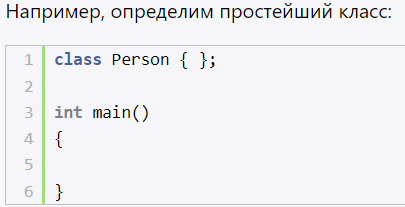 Например, определим простейший класс:
1 class Person { };
2
3 int main()
4 {
5
6 }